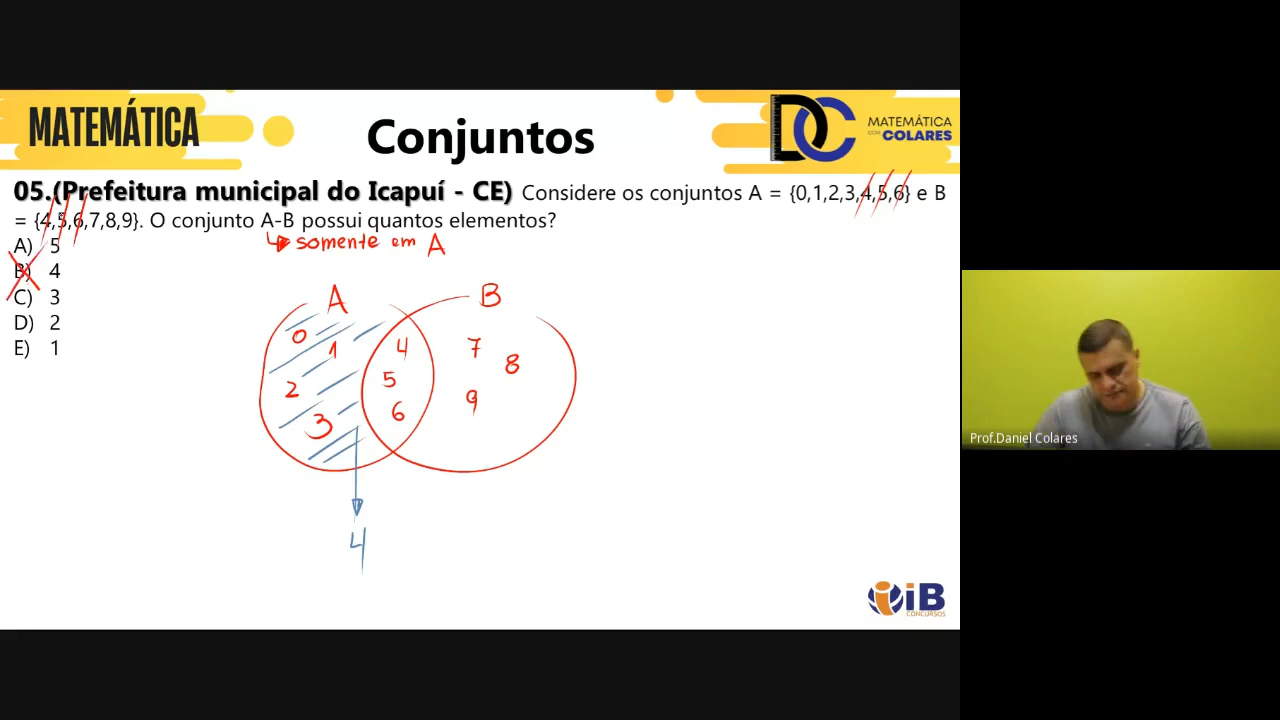 MATEMÁTICA
Conjuntos
DC
MATEMÁTICA
COM
COLARES
05.(Prefeitura municipal do Icapuí - CE) Considere os conjuntos A = {0,1,2,3,4,5,6} e B
= {4,5,6,7,8,9}. O conjunto A-B possui quantos elementos?
somente em A
A) 5
B) 4
C) 3
D) 2
E) 1
A
B
0
1
4
7
8
2
5
3
6
9
4
Prof.Daniel Colares
iB
CONCURSOS